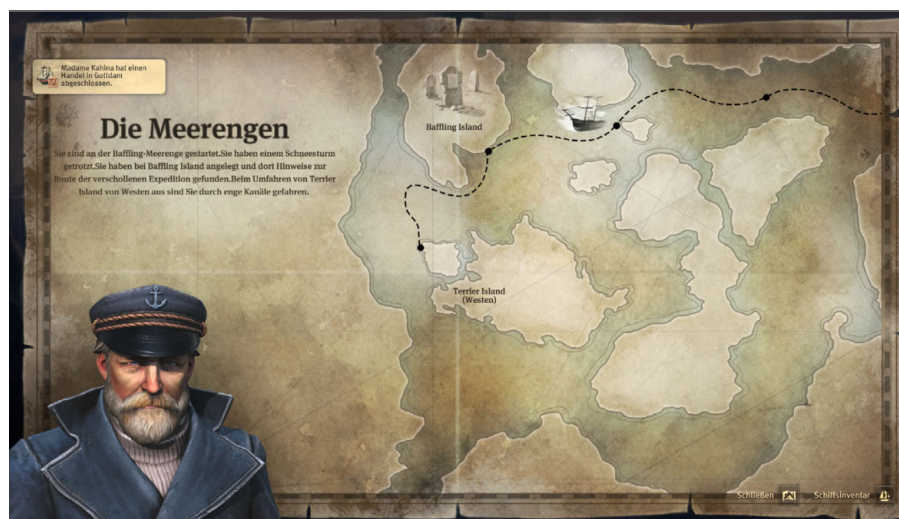 Madame Kahina hat einen
Handel in Gottdam
abgeschlossen.
Die Meerengen
Sie sind an der Baffling-Meerenge gestartet.Sie haben einem Schneesturm
getrotzt.Sie haben bei Baffling Island angelegt und dort Hinweise zur
Route der verschollenen Expedition gefunden.Beim Umfahren von Terrier
Island von Westen aus sind Sie durch enge Kanäle gefahren.
Baffling Island
Terrier Island
(Westen)
Schließen
Schiffsinventar